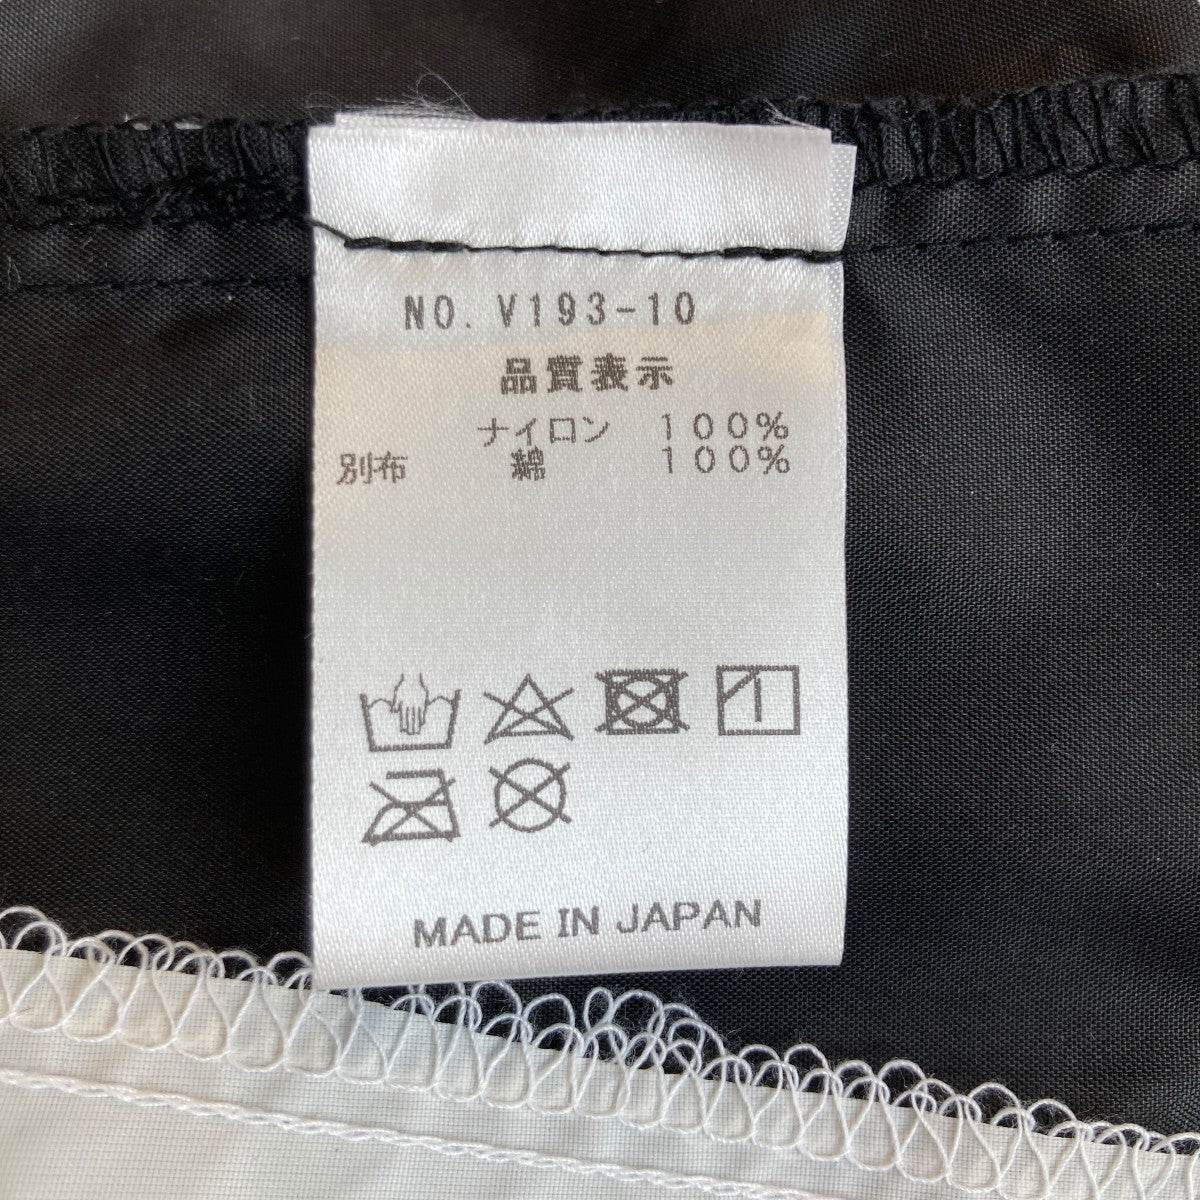 NO. V193-10
品質表示
ナイロン 100%
別布 綿 100%
MADE IN JAPAN